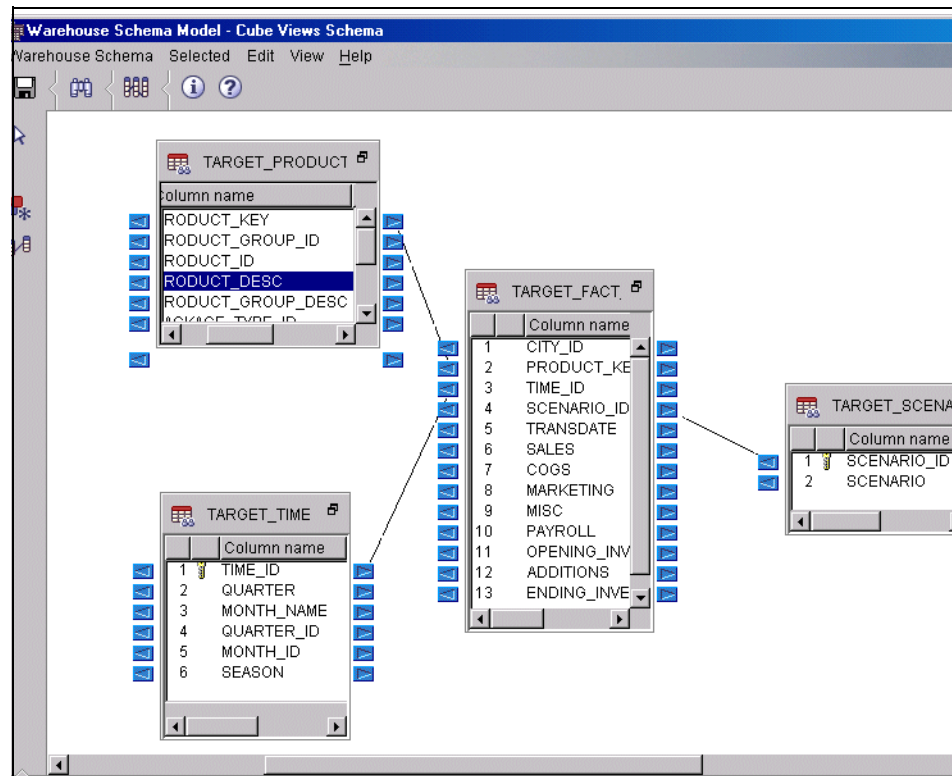 Warehouse Schema Model - Cube Views Schema
Warehouse Schema Selected Edit View Help
TARGET_PRODUCT
Column name
RODUCT_KEY
RODUCT_GROUP_ID
RODUCT_ID
RODUCT_DESC
RODUCT_GROUP_DESC
ACKAGE_TYPE_ID
TARGET_FACT_
Column name
1 CITY_ID
2 PRODUCT_KE
3 TIME_ID
4 SCENARIO_ID
5 TRANSDATE
6 SALES
7 COGS
8 MARKETING
9 MISC
10 PAYROLL
11 OPENING_INV
12 ADDITIONS
13 ENDING_INVE
TARGET_SCENA
Column name
1 SCENARIO_ID
2 SCENARIO
TARGET_TIME
Column name
1 TIME_ID
2 QUARTER
3 MONTH_NAME
4 QUARTER_ID
5 MONTH_ID
6 SEASON